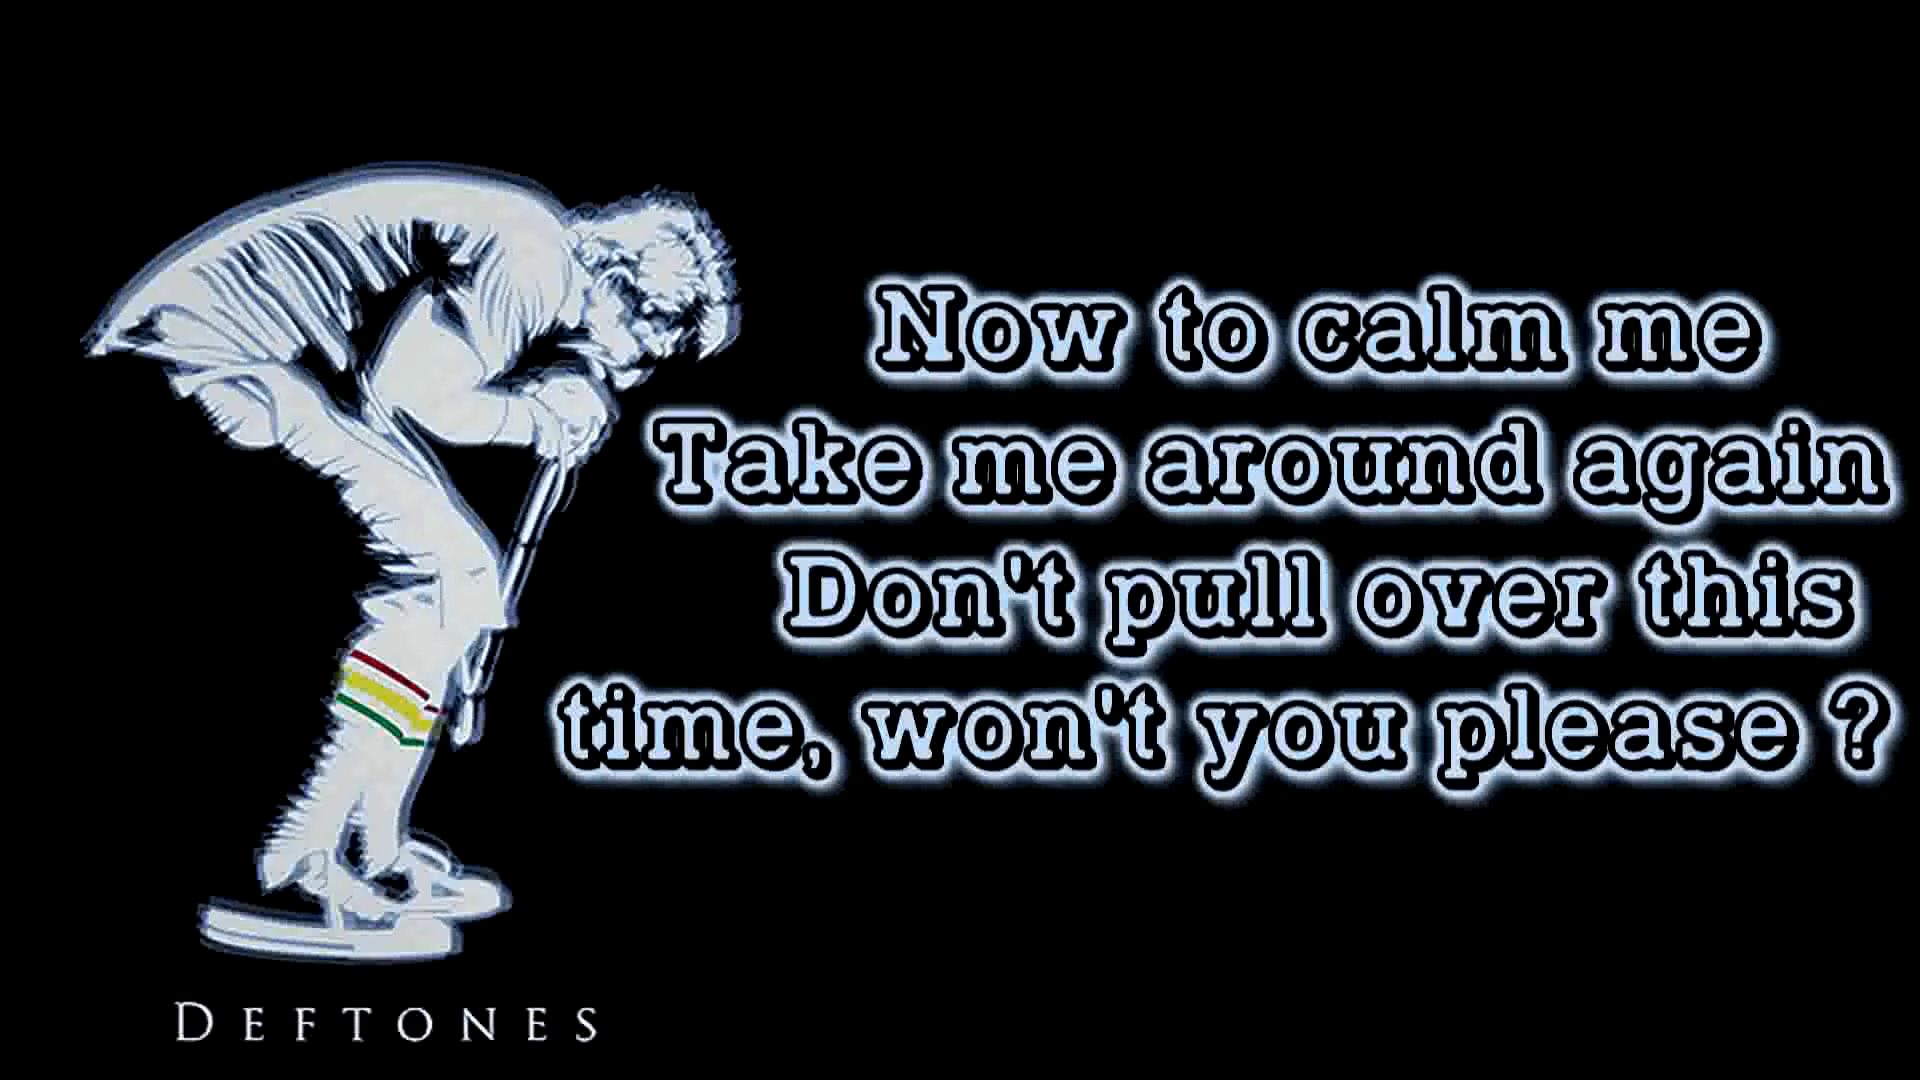 Now to calm me
Take me around again
Don't pull over this
time, won't you please ?
DEFTONES